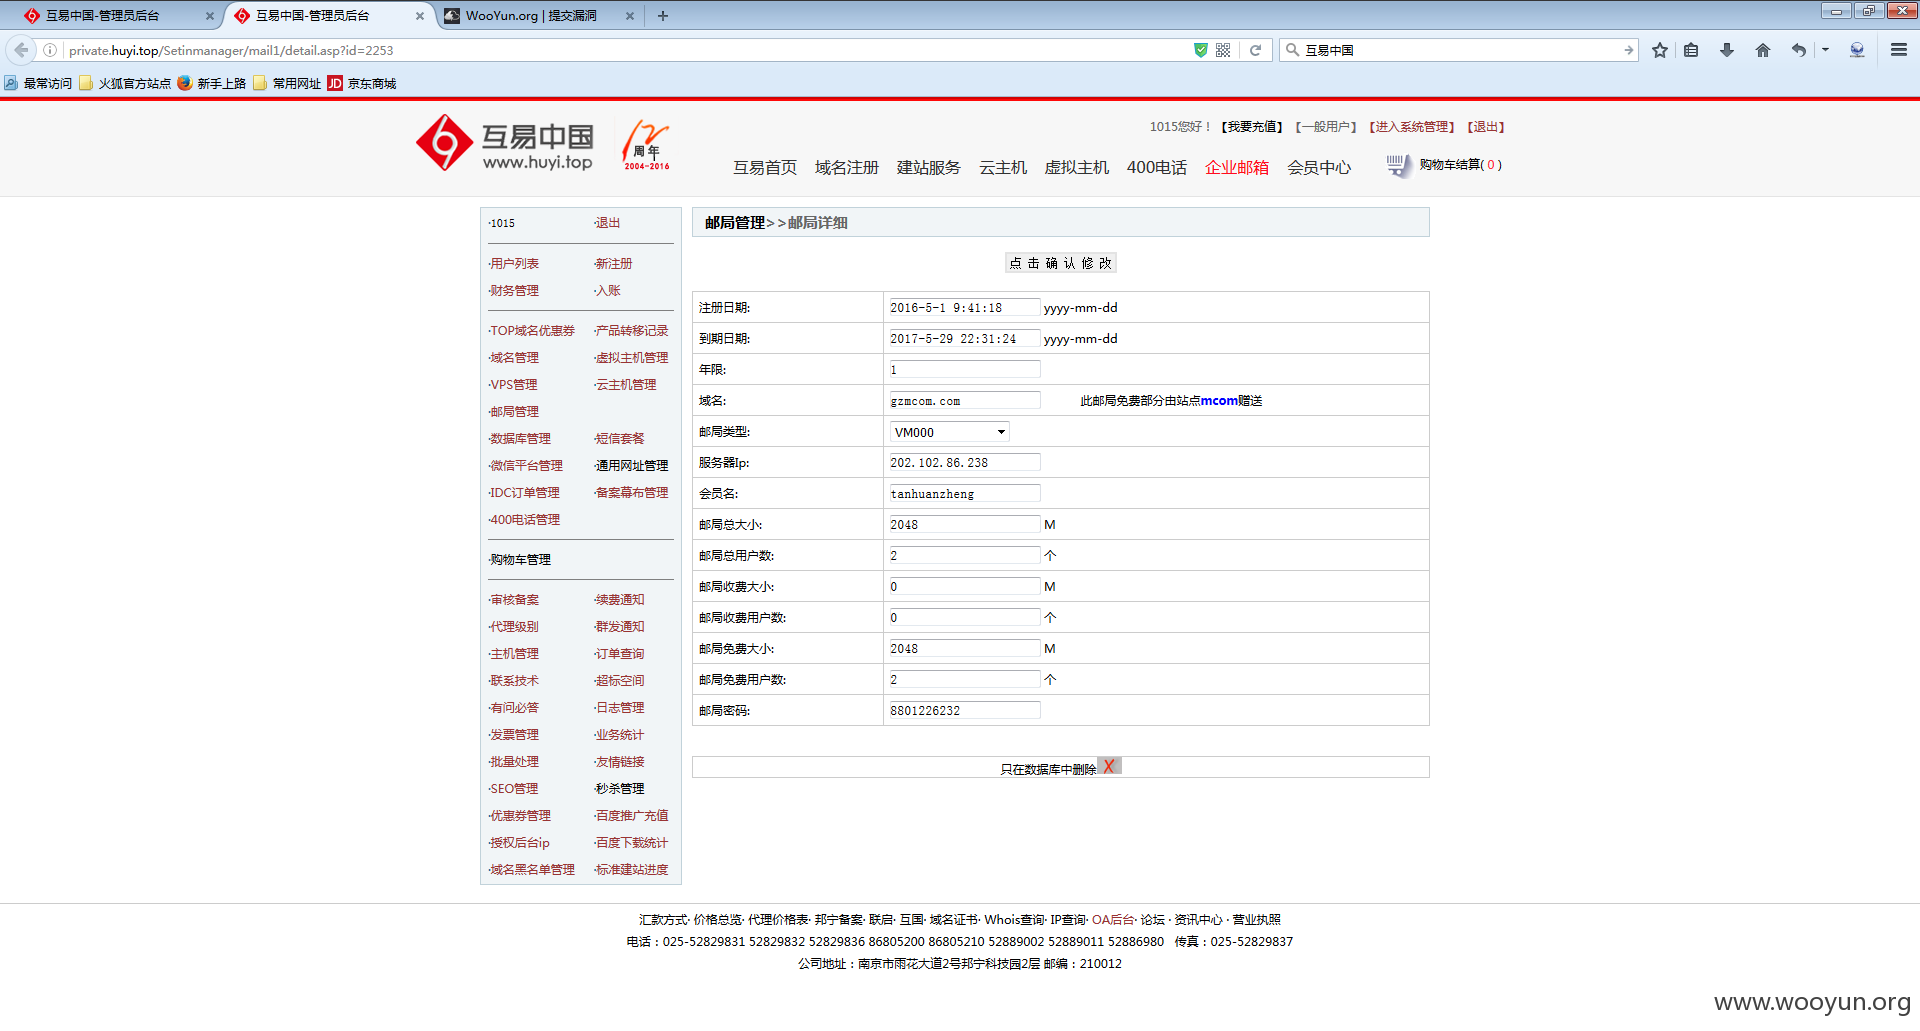 互易中国-管理员后台 互易中国-管理员后台 WooYun.org | 提交漏洞
private.huyi.top/Setinmanager/mail1/detail.asp?id=2253 互易中国
最常访问 火狐官方站点 新手上路 常用网址 JD 京东商城
1015您好！ 【我要充值】 【一般用户】 【进入系统管理】 【退出】
互易中国 www.huyi.top 12周年 2004-2016
互易首页 域名注册 建站服务 云主机 虚拟主机 400电话 企业邮箱 会员中心 购物车结算( 0 )
·1015 ·退出
·用户列表 ·新注册
·财务管理 ·入账
·TOP域名优惠券 ·产品转移记录
·域名管理 ·虚拟主机管理
·VPS管理 ·云主机管理
·邮局管理
·数据库管理 ·短信套餐
·微信平台管理 ·通用网址管理
·IDC订单管理 ·备案幕布管理
·400电话管理
·购物车管理
·审核备案 ·续费通知
·代理级别 ·群发通知
·主机管理 ·订单查询
·联系技术 ·超标空间
·有问必答 ·日志管理
·发票管理 ·业务统计
·批量处理 ·友情链接
·SEO管理 ·秒杀管理
·优惠券管理 ·百度推广充值
·授权后台ip ·百度下载统计
·域名黑名单管理 ·标准建站进度
邮局管理>>邮局详细
点击确认修改
注册日期: 2016-5-1 9:41:18 yyyy-mm-dd
到期日期: 2017-5-29 22:31:24 yyyy-mm-dd
年限: 1
域名: gzmcom.com 此邮局免费部分由站点mcom赠送
邮局类型: VM000
服务器Ip: 202.102.86.238
会员名: tanhuanzheng
邮局总大小: 2048 M
邮局总用户数: 2 个
邮局收费大小: 0 M
邮局收费用户数: 0 个
邮局免费大小: 2048 M
邮局免费用户数: 2 个
邮局密码: 8801226232
只在数据库中删除 X
汇款方式· 价格总览· 代理价格表· 邦宁备案· 联启· 互国· 域名证书· Whois查询· IP查询· OA后台· 论坛 · 资讯中心 · 营业执照
电话：025-52829831 52829832 52829836 86805200 86805210 52889002 52889011 52886980 传真：025-52829837
公司地址：南京市雨花大道2号邦宁科技园2层 邮编：210012
www.wooyun.org